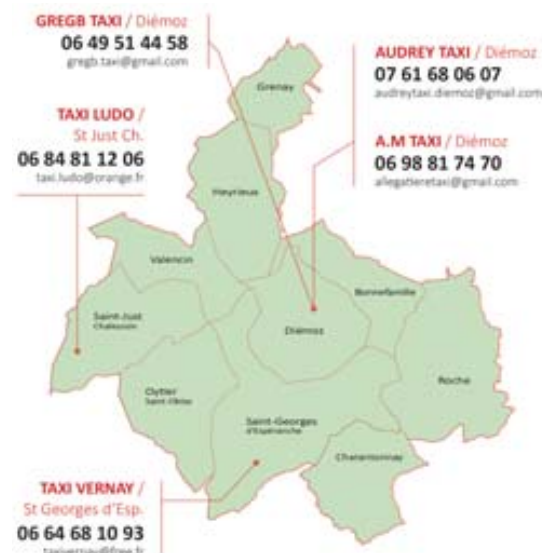 GREGB TAXI / Diémoz
06 49 51 44 58
gregb.taxi@gmail.com
AUDREY TAXI / Diémoz
07 61 68 06 07
audreytaxi.diemoz@gmail.com
TAXI LUDO /
St Just Ch.
06 84 81 12 06
taxi.ludo@orange.fr
A.M TAXI / Diémoz
06 98 81 74 70
allegatieretaxi@gmail.com
Grenay
Heyrieux
Valencin
Bonnefamille
Saint-Just
Chaleyssin
Diémoz
Roche
Oytier
Saint-Oblas
Saint-Georges
d'Espéranche
Charantonnay
TAXI VERNAY /
St Georges d'Esp.
06 64 68 10 93
taxivernay@free.fr